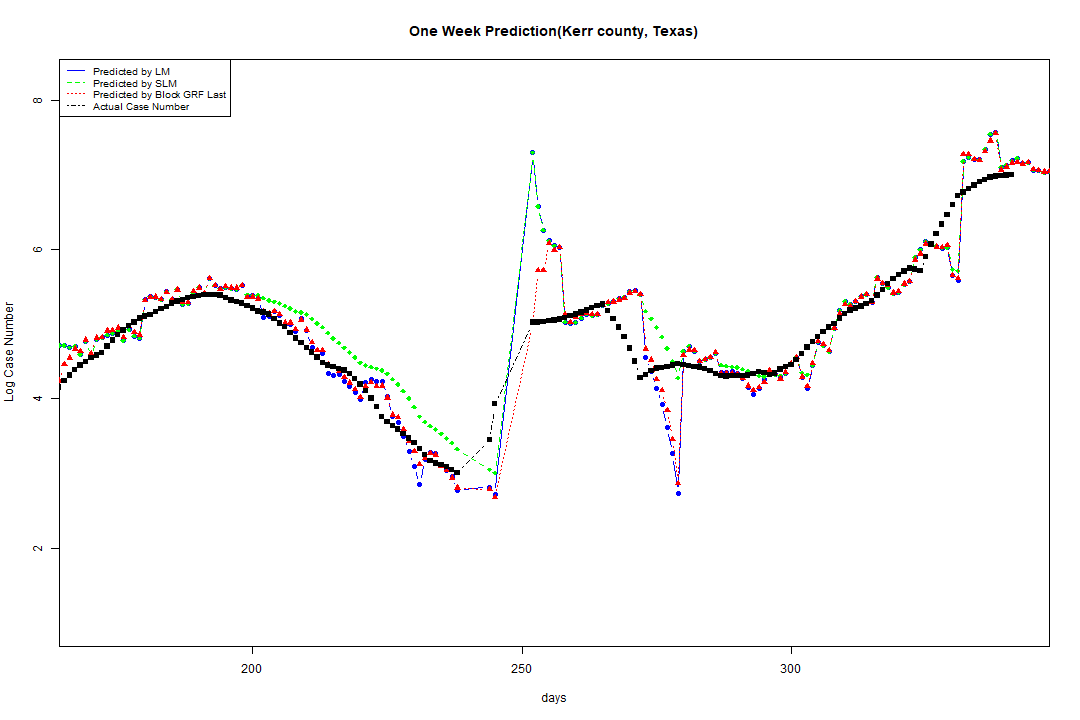 One Week Prediction(Kerr county, Texas)
Predicted by LM
Predicted by SLM
Predicted by Block GRF Last
Actual Case Number
8
6
4
2
Log Case Number
200
250
300
days